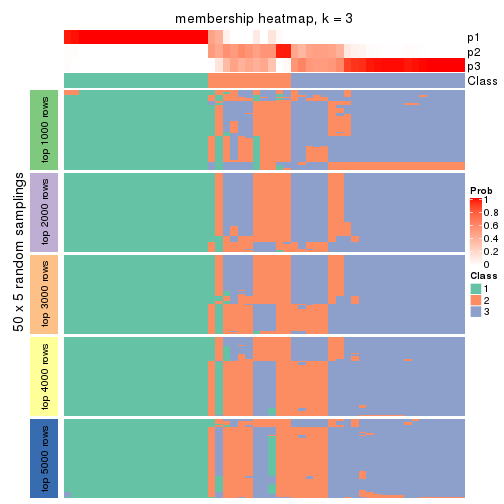 membership heatmap, k = 3
p1
p2
p3
Class
50 x 5 random samplings
top 1000 rows
top 2000 rows
top 3000 rows
top 4000 rows
top 5000 rows
Prob
1
0.8
0.6
0.4
0.2
0
Class
1
2
3